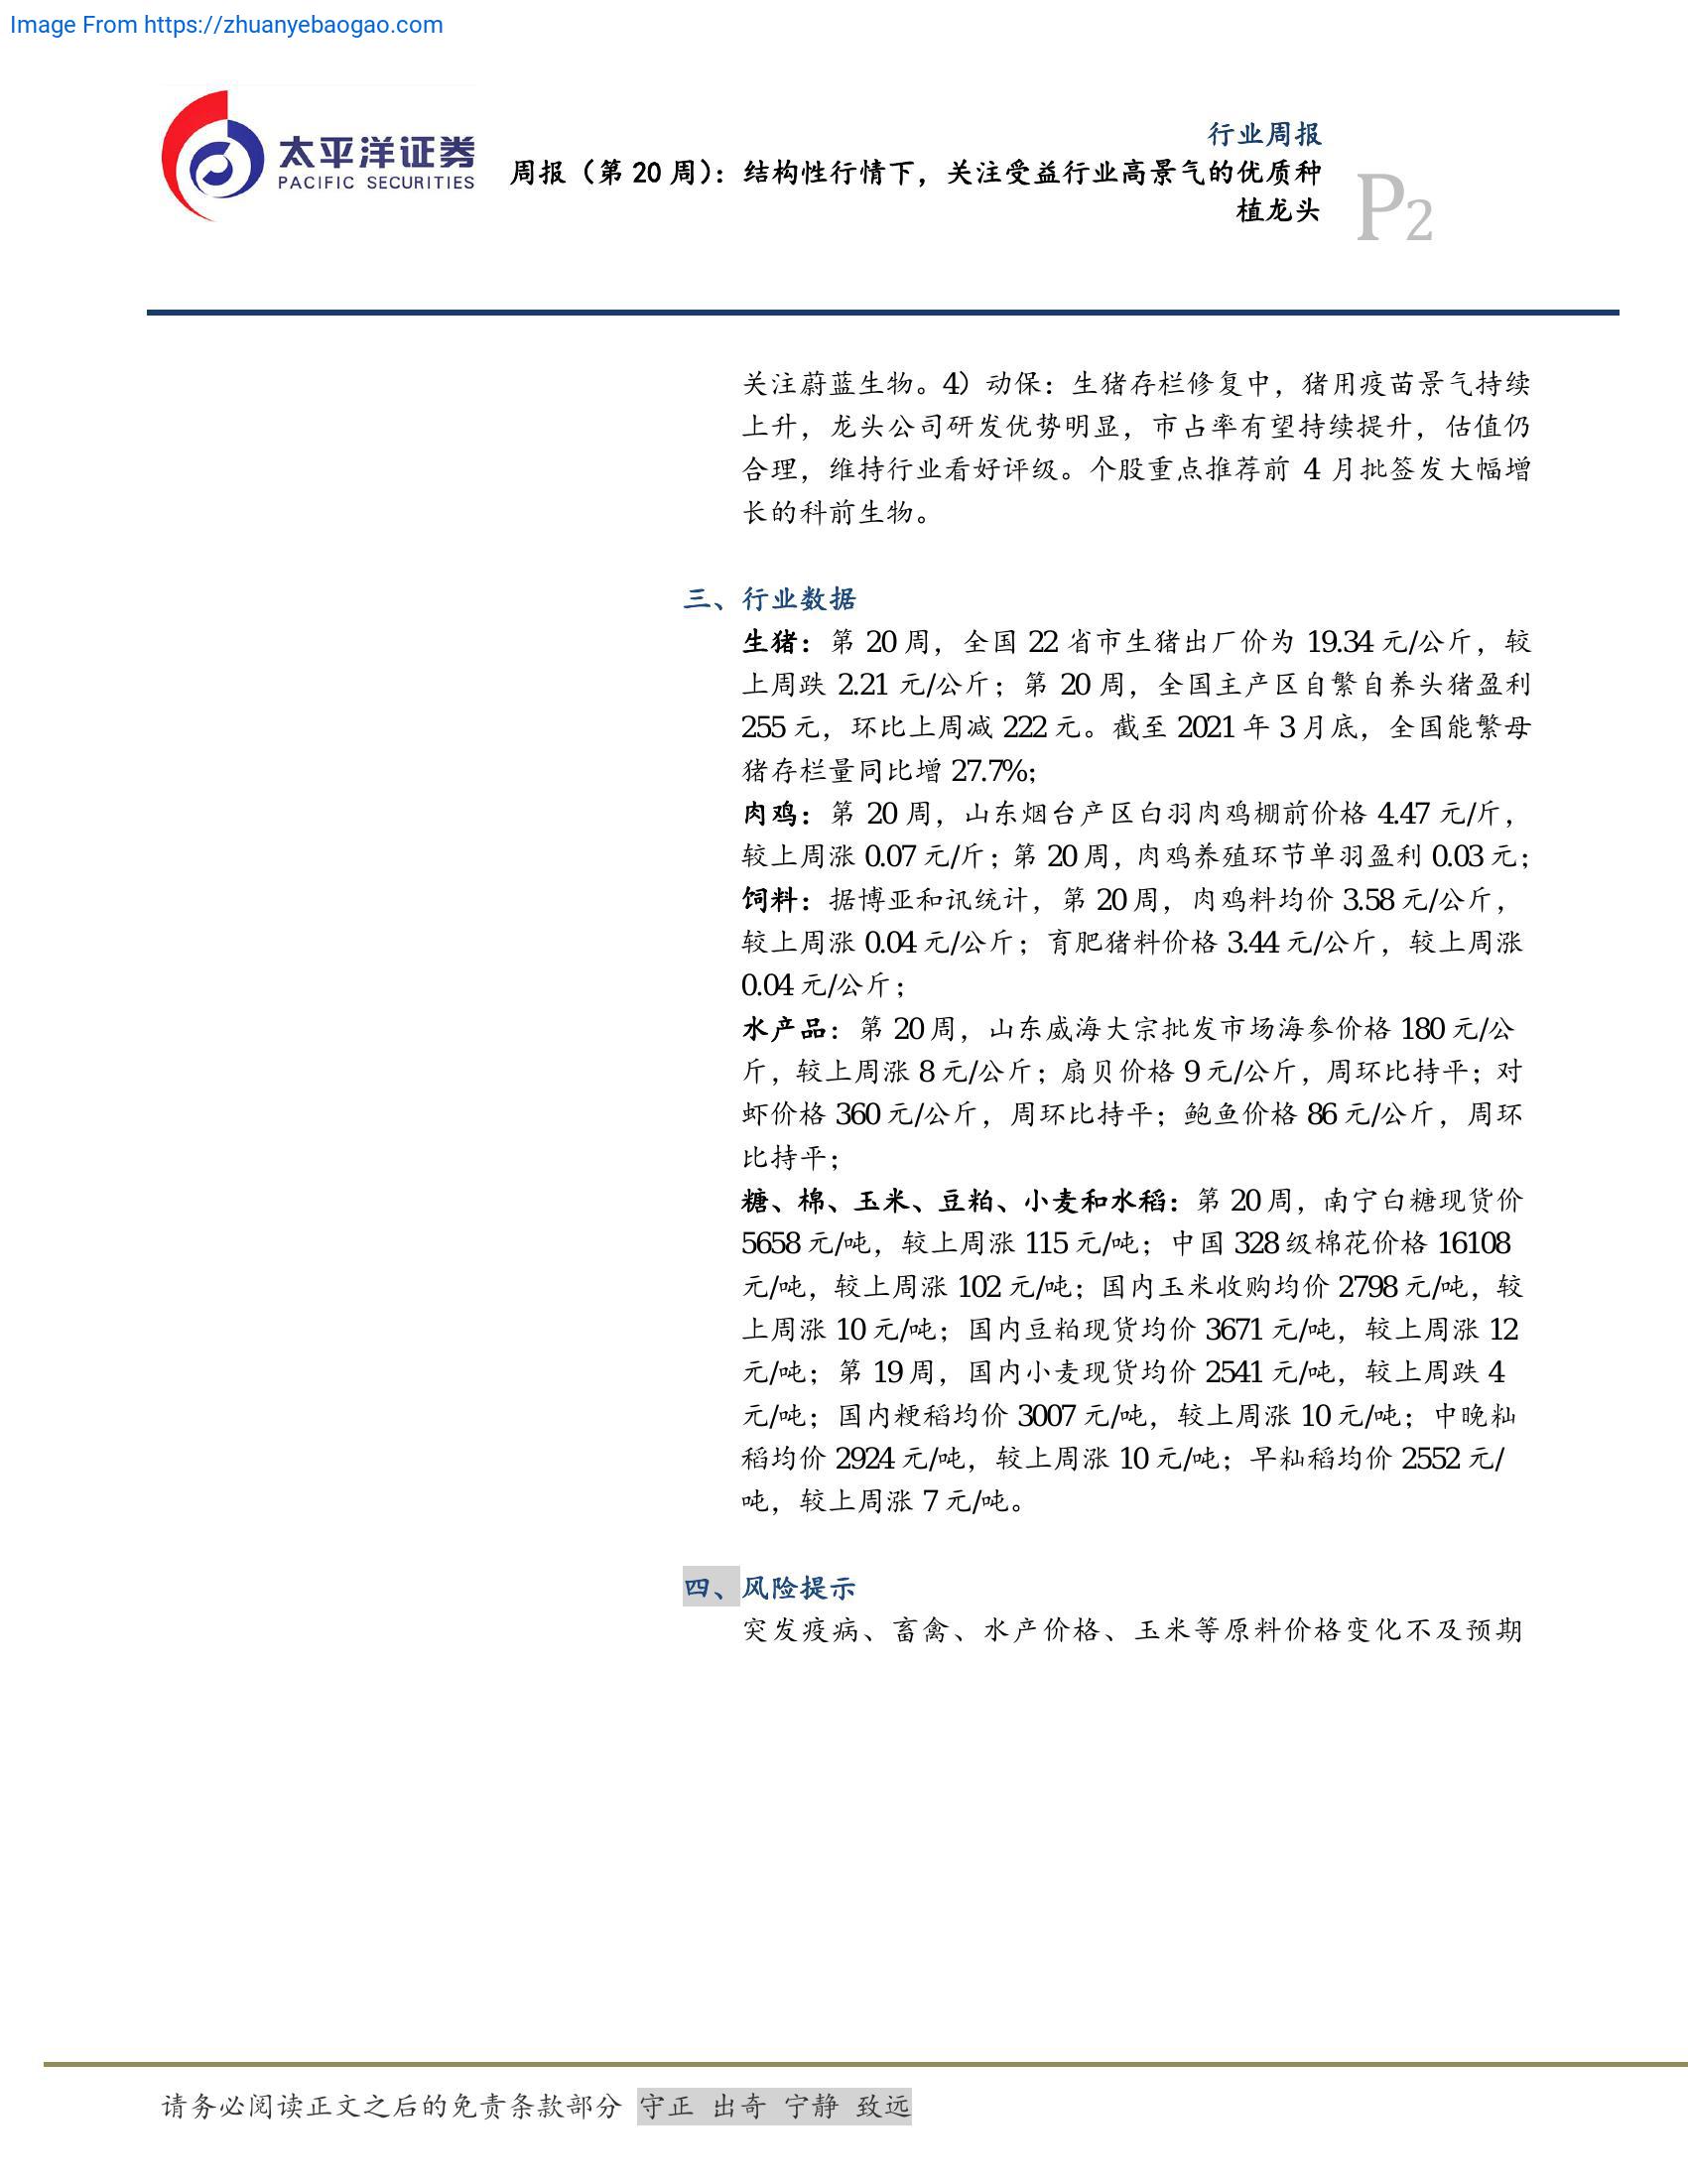 Image From https://zhuanyebaogao.com
太平洋证券
PACIFIC SECURITIES
行业周报
周报（第 20 周）：结构性行情下，关注受益行业高景气的优质种
植龙头
P2
关注蔚蓝生物。4）动保：生猪存栏修复中，猪用疫苗景气持续
上升，龙头公司研发优势明显，市占率有望持续提升，估值仍
合理，维持行业看好评级。个股重点推荐前 4 月批签发大幅增
长的科前生物。
三、行业数据
生猪：第 20 周，全国 22 省市生猪出厂价为 19.34 元/公斤，较
上周跌 2.21 元/公斤；第 20 周，全国主产区自繁自养头猪盈利
255 元，环比上周减 222 元。截至 2021 年 3 月底，全国能繁母
猪存栏量同比增 27.7%；
肉鸡：第 20 周，山东烟台产区白羽肉鸡棚前价格 4.47 元/斤，
较上周涨 0.07 元/斤；第 20 周，肉鸡养殖环节单羽盈利 0.03 元；
饲料：据博亚和讯统计，第 20 周，肉鸡料均价 3.58 元/公斤，
较上周涨 0.04 元/公斤；育肥猪料价格 3.44 元/公斤，较上周涨
0.04 元/公斤；
水产品：第 20 周，山东威海大宗批发市场海参价格 180 元/公
斤，较上周涨 8 元/公斤；扇贝价格 9 元/公斤，周环比持平；对
虾价格 360 元/公斤，周环比持平；鲍鱼价格 86 元/公斤，周环
比持平；
糖、棉、玉米、豆粕、小麦和水稻：第 20 周，南宁白糖现货价
5658 元/吨，较上周涨 115 元/吨；中国 328 级棉花价格 16108
元/吨，较上周涨 102 元/吨；国内玉米收购均价 2798 元/吨，较
上周涨 10 元/吨；国内豆粕现货均价 3671 元/吨，较上周涨 12
元/吨；第 19 周，国内小麦现货均价 2541 元/吨，较上周跌 4
元/吨；国内粳稻均价 3007 元/吨，较上周涨 10 元/吨；中晚籼
稻均价 2924 元/吨，较上周涨 10 元/吨；早籼稻均价 2552 元/
吨，较上周涨 7 元/吨。
四、风险提示
突发疫病、畜禽、水产价格、玉米等原料价格变化不及预期
请务必阅读正文之后的免责条款部分 守正 出奇 宁静 致远